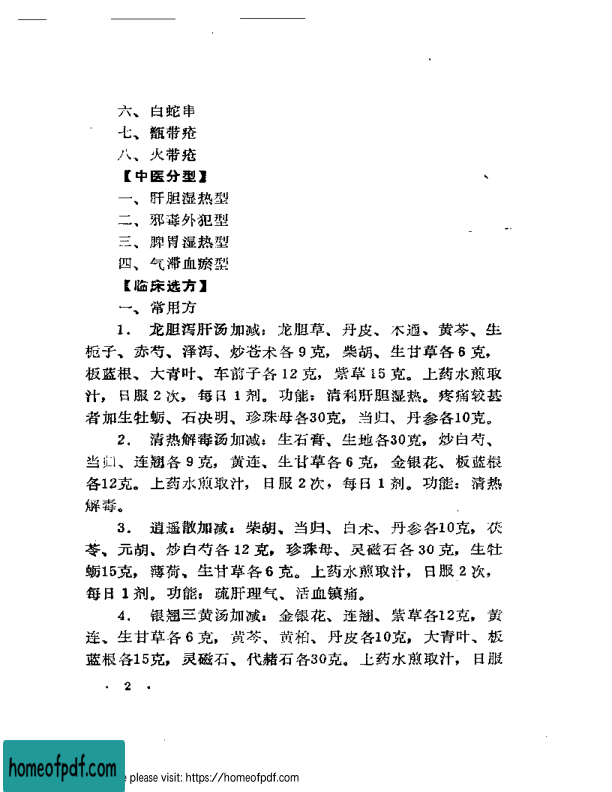 六、白蛇串
七、甑带疮
八、火带疮
【中医分型】
一、肝胆湿热型
二、邪毒外犯型
三、脾胃湿热型
四、气滞血瘀型
【临床选方】
一、常用方
1．龙胆泻肝汤加减：龙胆草、丹皮、木通、黄芩、生
栀子、赤芍、泽泻、炒苍术各9克，柴胡、生甘草各6克，
板蓝根、大青叶、车前子各12克，紫草15克。上药水煎取
汁，日服2次，每日1剂。功能：清利肝胆湿热。疼痛较甚
者加生牡蛎、石决明、珍珠母各30克，当归、丹参各10克。
2．清热解毒汤加减：生石膏、生地各30克，炒白芍、
当归、连翘各9克，黄连、生甘草各6克，金银花、板蓝根
各12克。上药水煎取汁，日服2次，每日1剂。功能：清热
解毒。
3．逍遥散加减：柴胡、当归、白术、丹参各10克，茯
苓、元胡、炒白芍各12克，珍珠母、灵磁石各30克，生牡
蛎15克，薄荷、生甘草各6克。上药水煎取汁，日服2次，
每日1剂。功能：疏肝理气、活血镇痛。
4．银翘三黄汤加减：金银花、连翘、紫草各12克，黄
连、生甘草各6克，黄芩、黄柏、丹皮各10克，大青叶、板
蓝根各15克，灵磁石、代赭石各30克。上药水煎取汁，日服
· 2 ·
homeofpdf.com
e please visit: https://homeofpdf.com